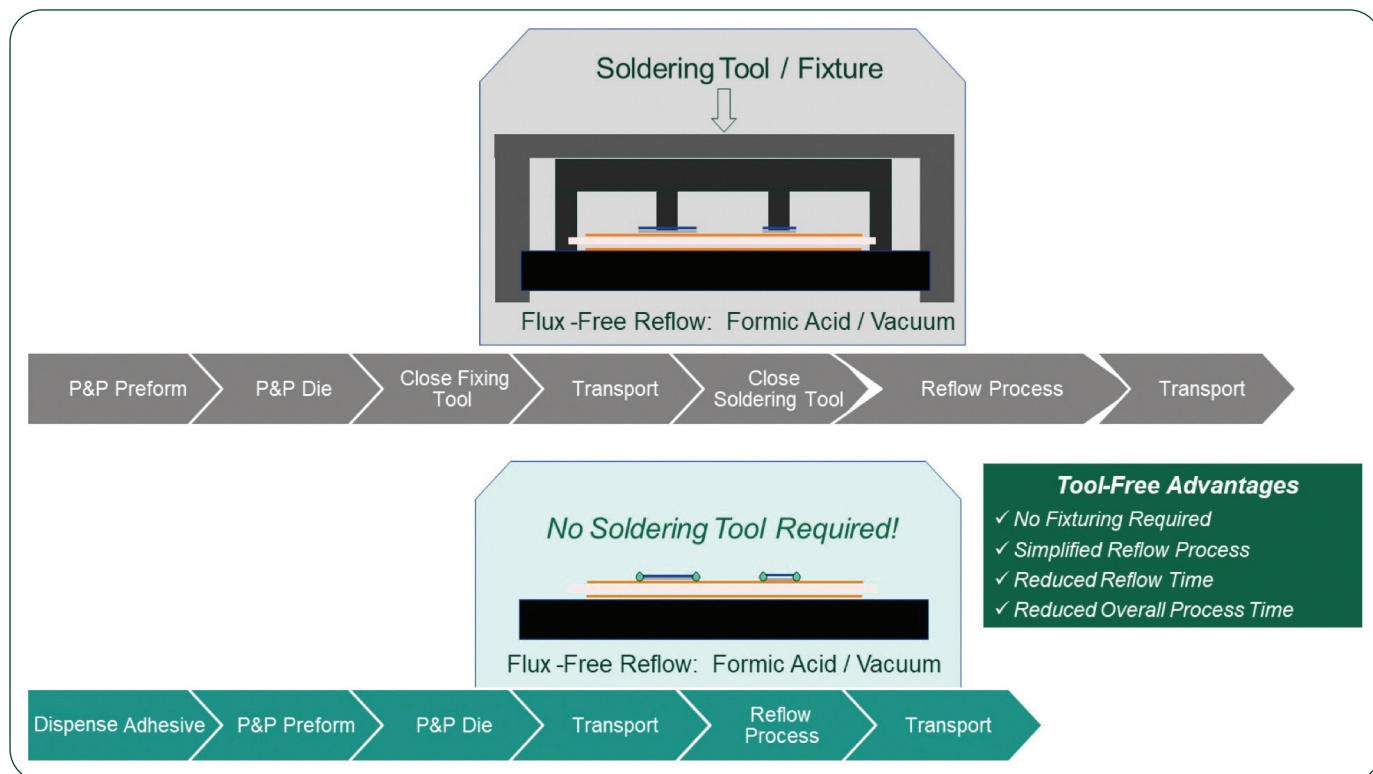 Soldering Tool / Fixture
Flux -Free Reflow: Formic Acid / Vacuum
P&P Preform
P&P Die
Close Fixing
Tool
Transport
Close
Soldering Tool
Reflow Process
Transport
No Soldering Tool Required!
Flux -Free Reflow: Formic Acid / Vacuum
Tool-Free Advantages
✓ No Fixturing Required
✓ Simplified Reflow Process
✓ Reduced Reflow Time
✓ Reduced Overall Process Time
Dispense Adhesive
P&P Preform
P&P Die
Transport
Reflow
Process
Transport